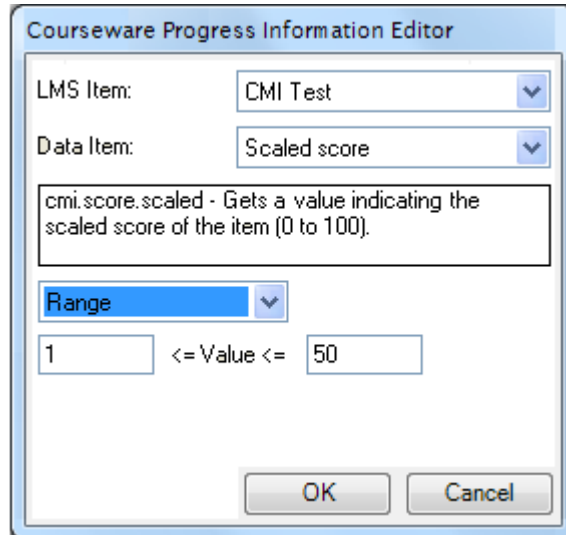 Courseware Progress Information Editor
LMS Item: CMI Test
Data Item: Scaled score
cmi.score.scaled - Gets a value indicating the
scaled score of the item (0 to 100).
Range
1 <= Value <= 50
OK Cancel